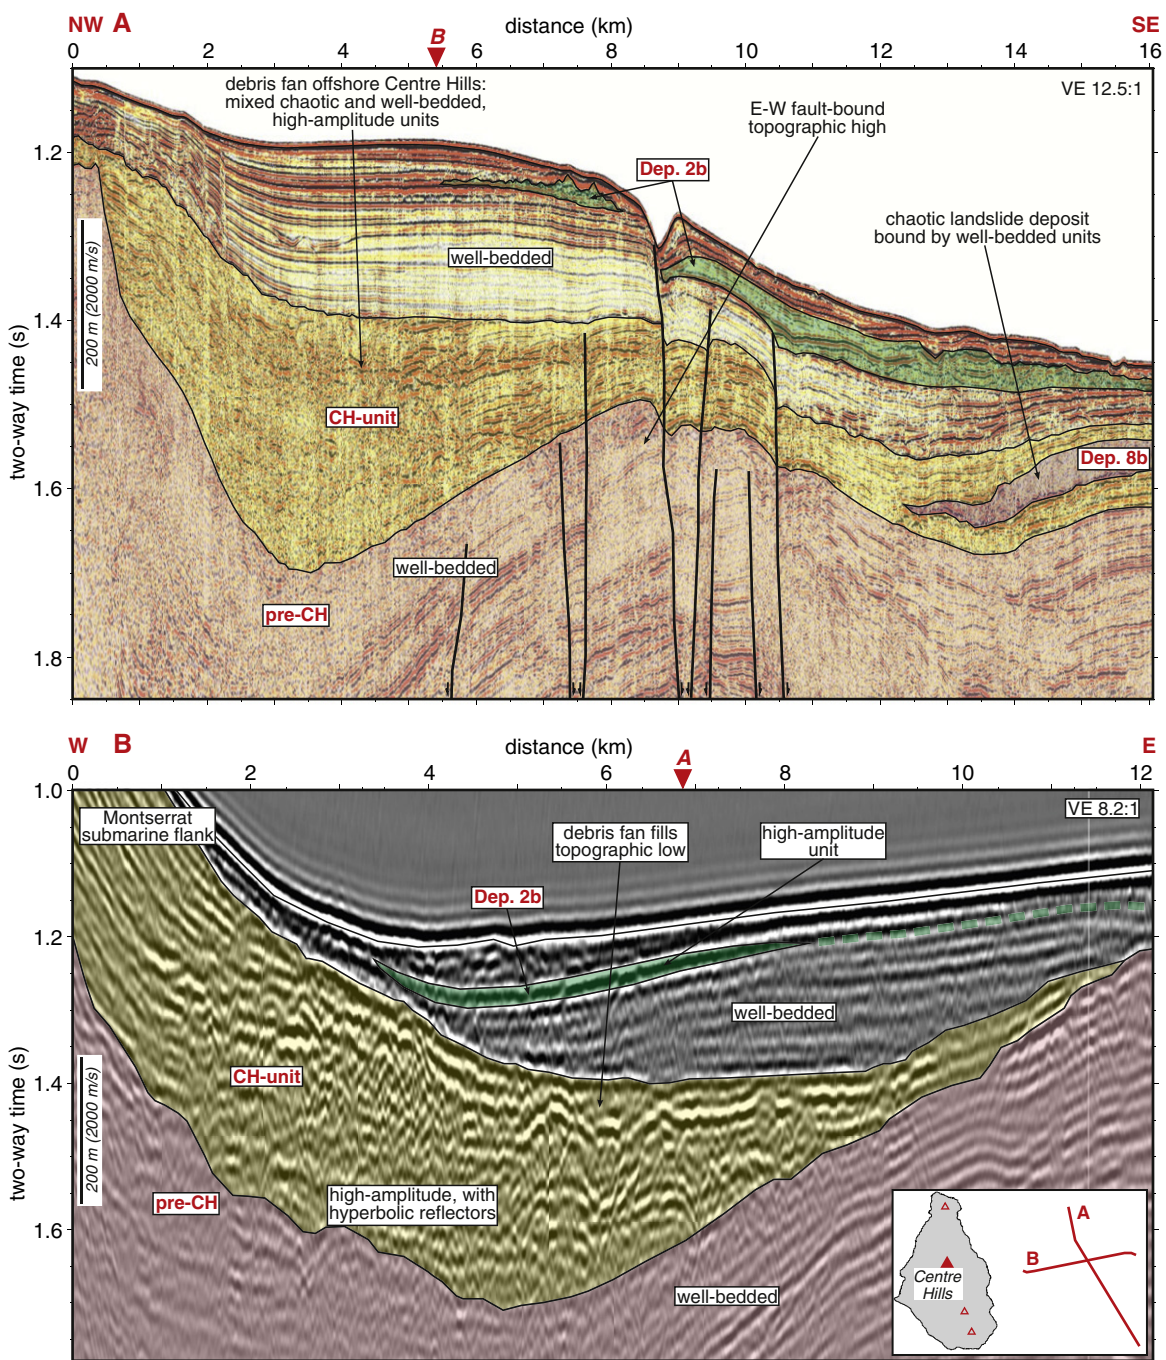 NW A distance (km) SE
0 2 4 B 6 8 10 12 14 16
debris fan offshore Centre Hills:
mixed chaotic and well-bedded,
high-amplitude units
VE 12.5:1
E-W fault-bound
topographic high
Dep. 2b
chaotic landslide deposit
bound by well-bedded units
well-bedded
1.2
1.4
1.6
1.8
two-way time (s)
200 m (2000 m/s)
CH-unit
Dep. 8b
well-bedded
pre-CH
W B distance (km) E
0 2 4 6 A 8 10 12
1.0
1.2
1.4
1.6
two-way time (s)
200 m (2000 m/s)
Montserrat
submarine flank
debris fan fills
topographic low
high-amplitude
unit
VE 8.2:1
Dep. 2b
well-bedded
CH-unit
pre-CH
high-amplitude, with
hyperbolic reflectors
well-bedded
A
B
Centre
Hills